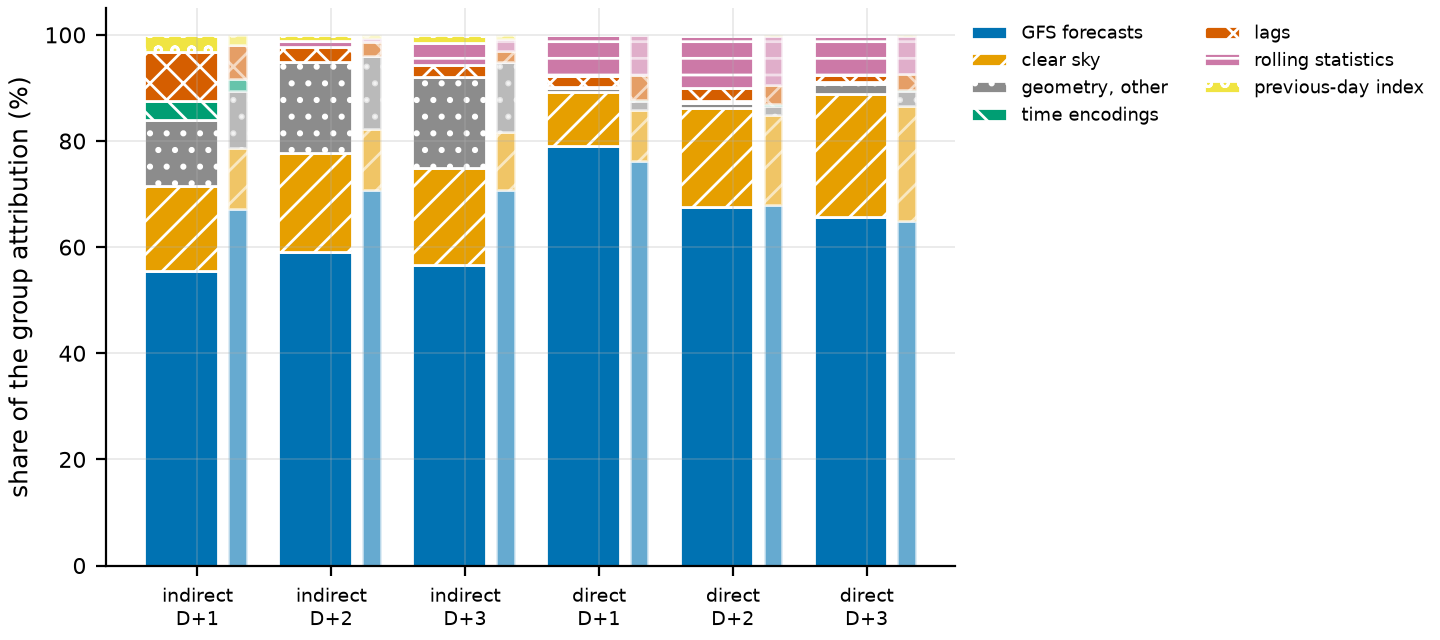 share of the group attribution (%)
100
80
60
40
20
0
indirect
D+1
indirect
D+2
indirect
D+3
direct
D+1
direct
D+2
direct
D+3
GFS forecasts
clear sky
geometry, other
time encodings
lags
rolling statistics
previous-day index